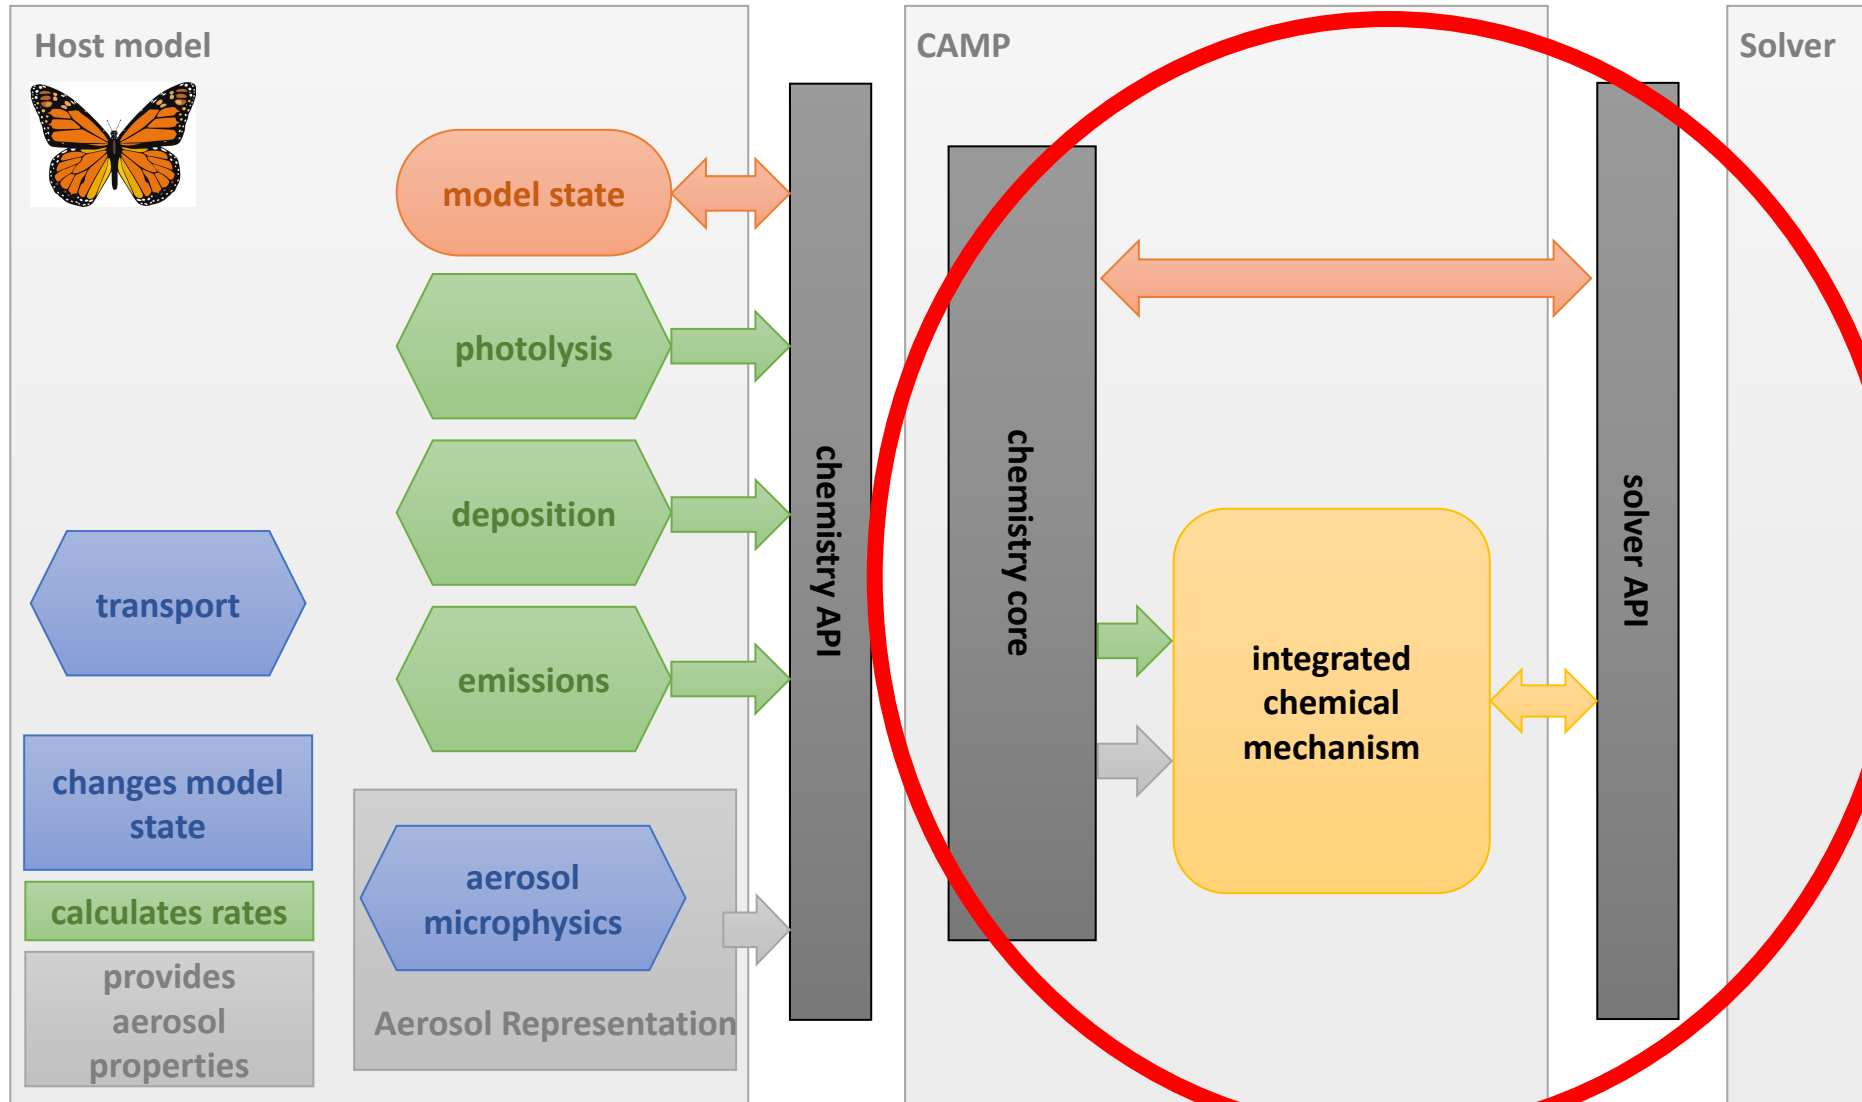 Host model
CAMP
Solver
model state
photolysis
deposition
emissions
transport
changes model
state
calculates rates
provides
aerosol
properties
aerosol
microphysics
Aerosol Representation
chemistry API
chemistry core
integrated
chemical
mechanism
solver API